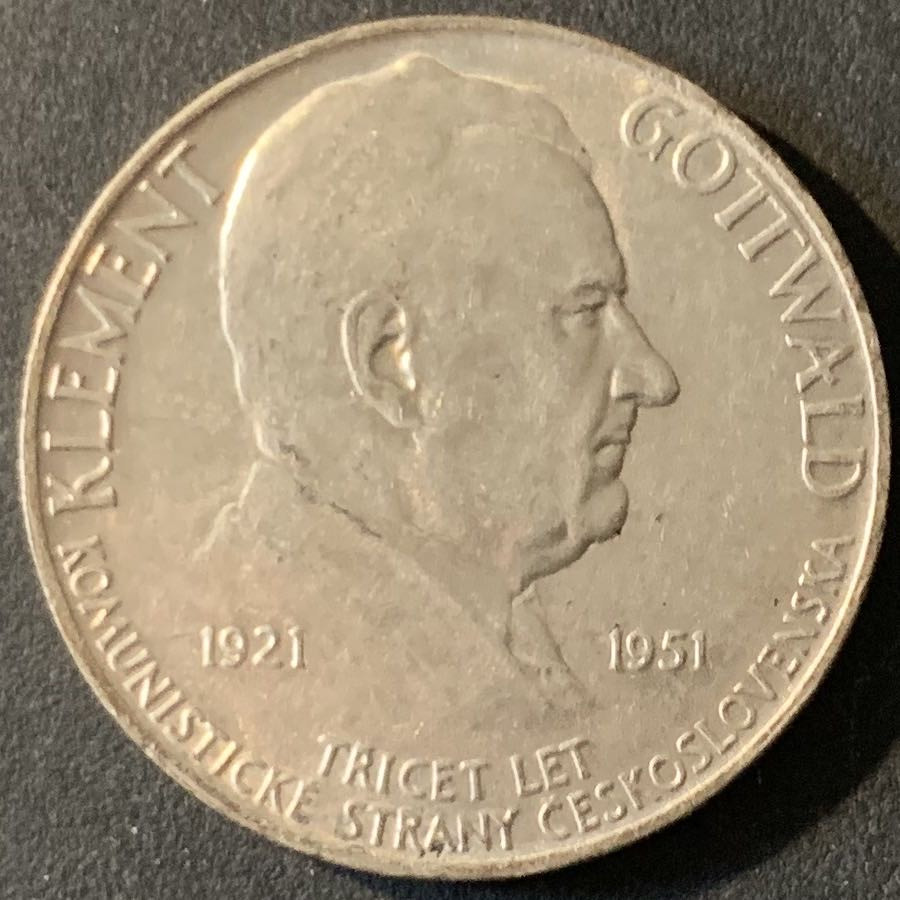 KLEMENT GOTTWALD
1921 1951
TŘICET LET
KOMUNISTICKÉ STRANY ČESKOSLOVENSKA